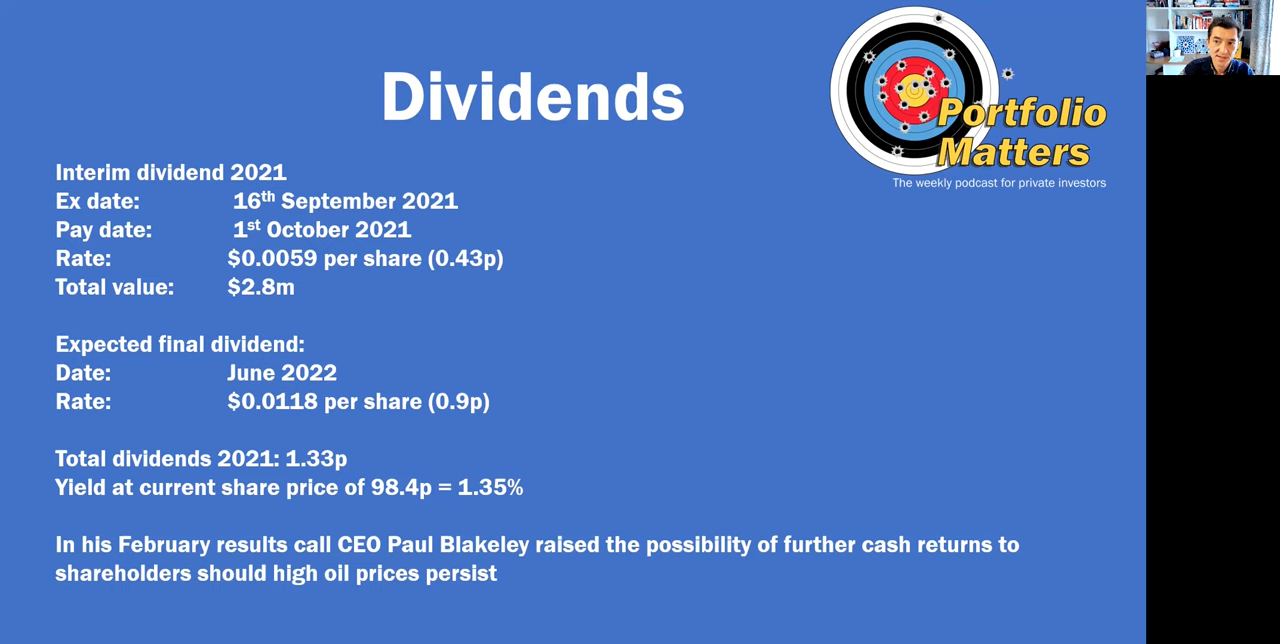 Dividends
Portfolio
Matters
The weekly podcast for private investors
Interim dividend 2021
Ex date: 16th September 2021
Pay date: 1st October 2021
Rate: $0.0059 per share (0.43p)
Total value: $2.8m
Expected final dividend:
Date: June 2022
Rate: $0.0118 per share (0.9p)
Total dividends 2021: 1.33p
Yield at current share price of 98.4p = 1.35%
In his February results call CEO Paul Blakeley raised the possibility of further cash returns to
shareholders should high oil prices persist